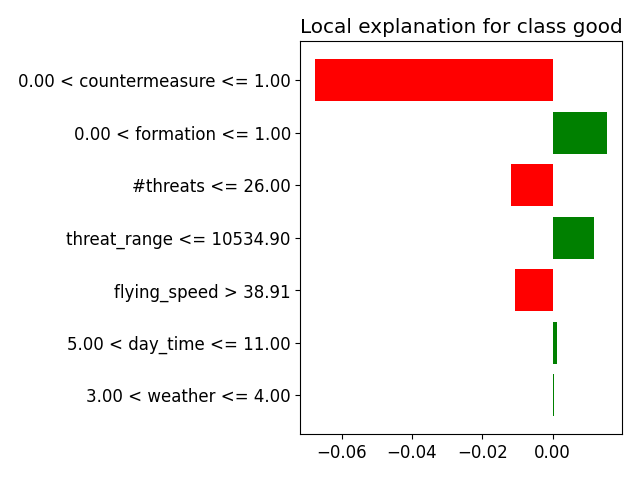 Local explanation for class good
0.00 < countermeasure <= 1.00
0.00 < formation <= 1.00
#threats <= 26.00
threat_range <= 10534.90
flying_speed > 38.91
5.00 < day_time <= 11.00
3.00 < weather <= 4.00
−0.06 −0.04 −0.02 0.00